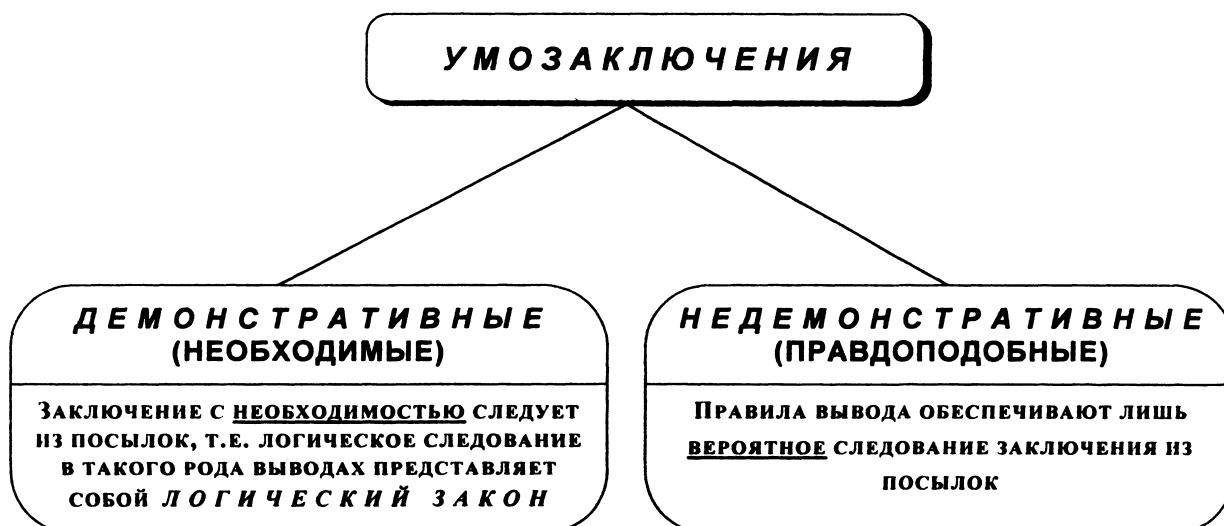 УМОЗАКЛЮЧЕНИЯ
ДЕМОНСТРАТИВНЫЕ
(НЕОБХОДИМЫЕ)
ЗАКЛЮЧЕНИЕ С НЕОБХОДИМОСТЬЮ СЛЕДУЕТ
ИЗ ПОСЫЛОК, Т.Е. ЛОГИЧЕСКОЕ СЛЕДОВАНИЕ
В ТАКОГО РОДА ВЫВОДАХ ПРЕДСТАВЛЯЕТ
СОБОЙ ЛОГИЧЕСКИЙ ЗАКОН
НЕДЕМОНСТРАТИВНЫЕ
(ПРАВДОПОДОБНЫЕ)
ПРАВИЛА ВЫВОДА ОБЕСПЕЧИВАЮТ ЛИШЬ
ВЕРОЯТНОЕ СЛЕДОВАНИЕ ЗАКЛЮЧЕНИЯ ИЗ
ПОСЫЛОК